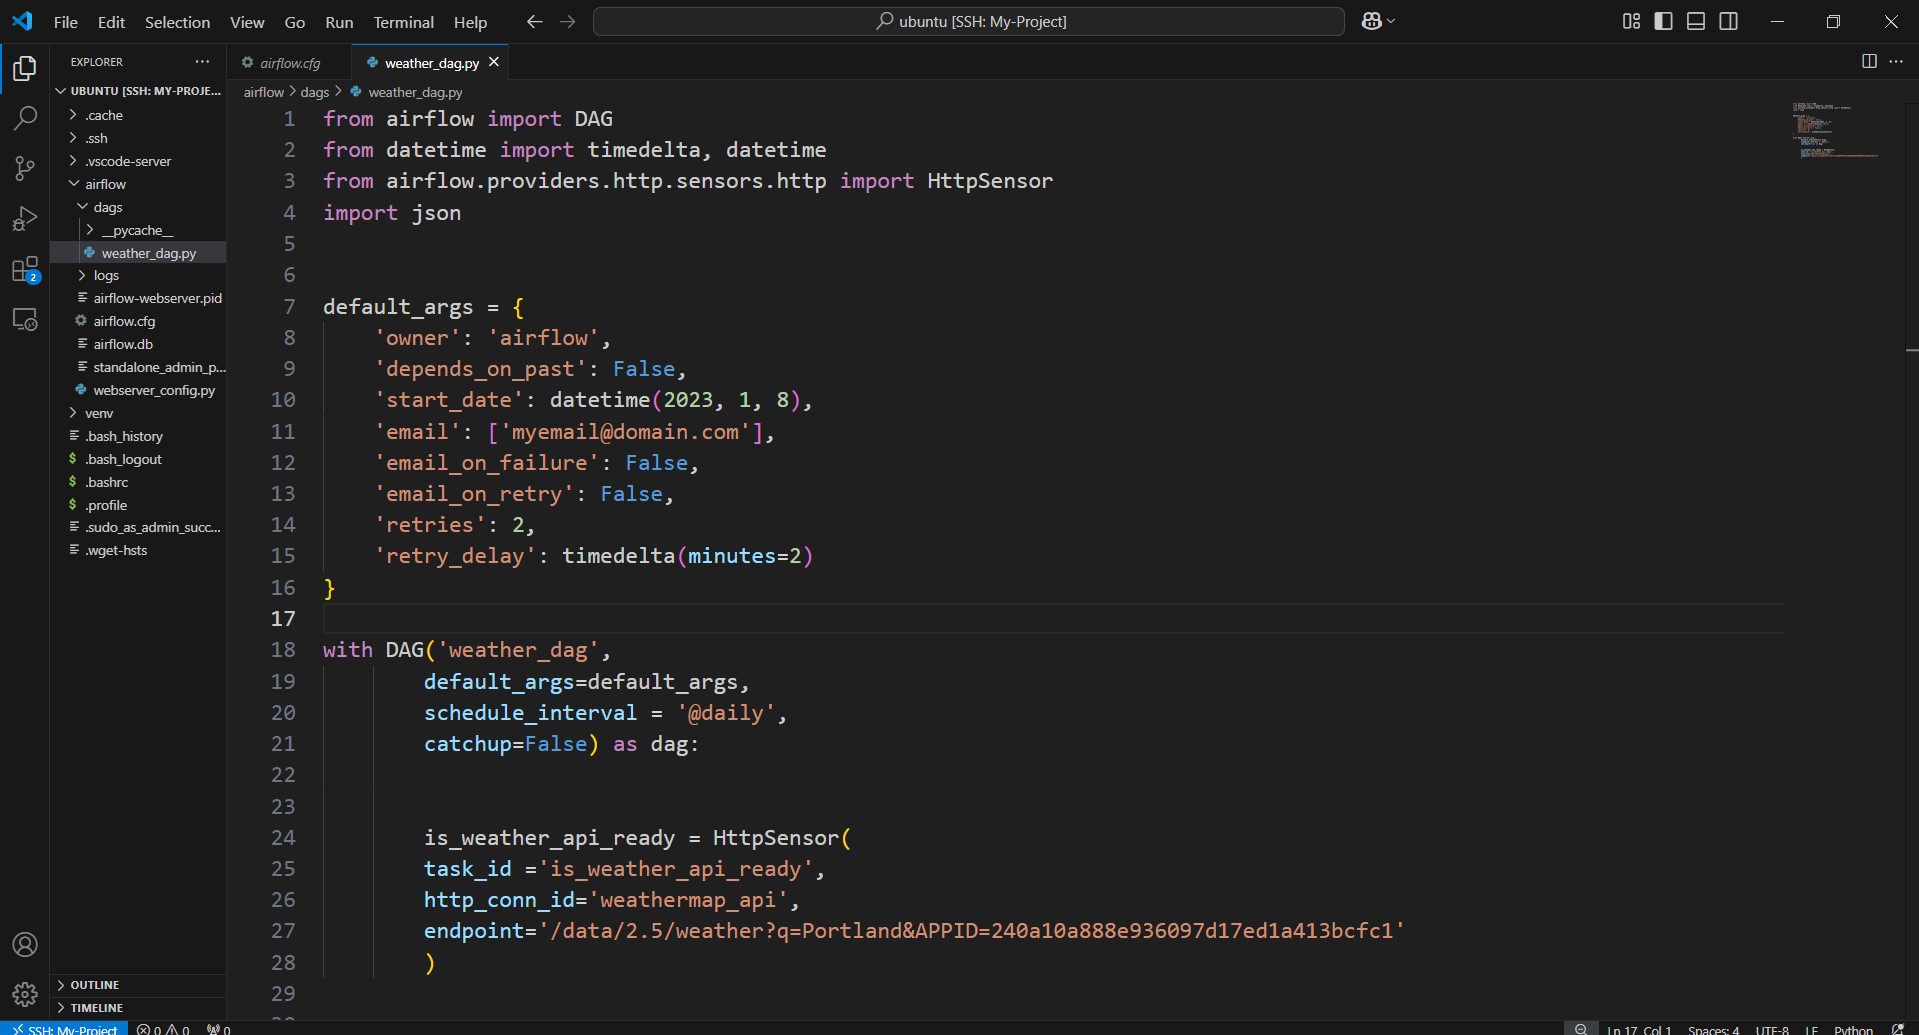 File Edit Selection View Go Run Terminal Help
ubuntu [SSH: My-Project]
EXPLORER
UBUNTU [SSH: MY-PROJE...
.cache
.ssh
.vscode-server
airflow
dags
__pycache__
weather_dag.py
logs
airflow-webserver.pid
airflow.cfg
airflow.db
standalone_admin_p...
webserver_config.py
venv
.bash_history
.bash_logout
.bashrc
.profile
.sudo_as_admin_succ...
.wget-hsts
OUTLINE
TIMELINE
2
airflow.cfg weather_dag.py
airflow > dags > weather_dag.py
1 from airflow import DAG
2 from datetime import timedelta, datetime
3 from airflow.providers.http.sensors.http import HttpSensor
4 import json
5
6
7 default_args = {
8     'owner': 'airflow',
9     'depends_on_past': False,
10     'start_date': datetime(2023, 1, 8),
11     'email': ['myemail@domain.com'],
12     'email_on_failure': False,
13     'email_on_retry': False,
14     'retries': 2,
15     'retry_delay': timedelta(minutes=2)
16 }
17
18 with DAG('weather_dag',
19         default_args=default_args,
20         schedule_interval = '@daily',
21         catchup=False) as dag:
22
23
24         is_weather_api_ready = HttpSensor(
25         task_id ='is_weather_api_ready',
26         http_conn_id='weathermap_api',
27         endpoint='/data/2.5/weather?q=Portland&APPID=240a10a888e936097d17ed1a413bcfc1'
28         )
29
SSH: My-Project 0 0 0 Ln 17, Col 1 Spaces: 4 UTF-8 LF Python